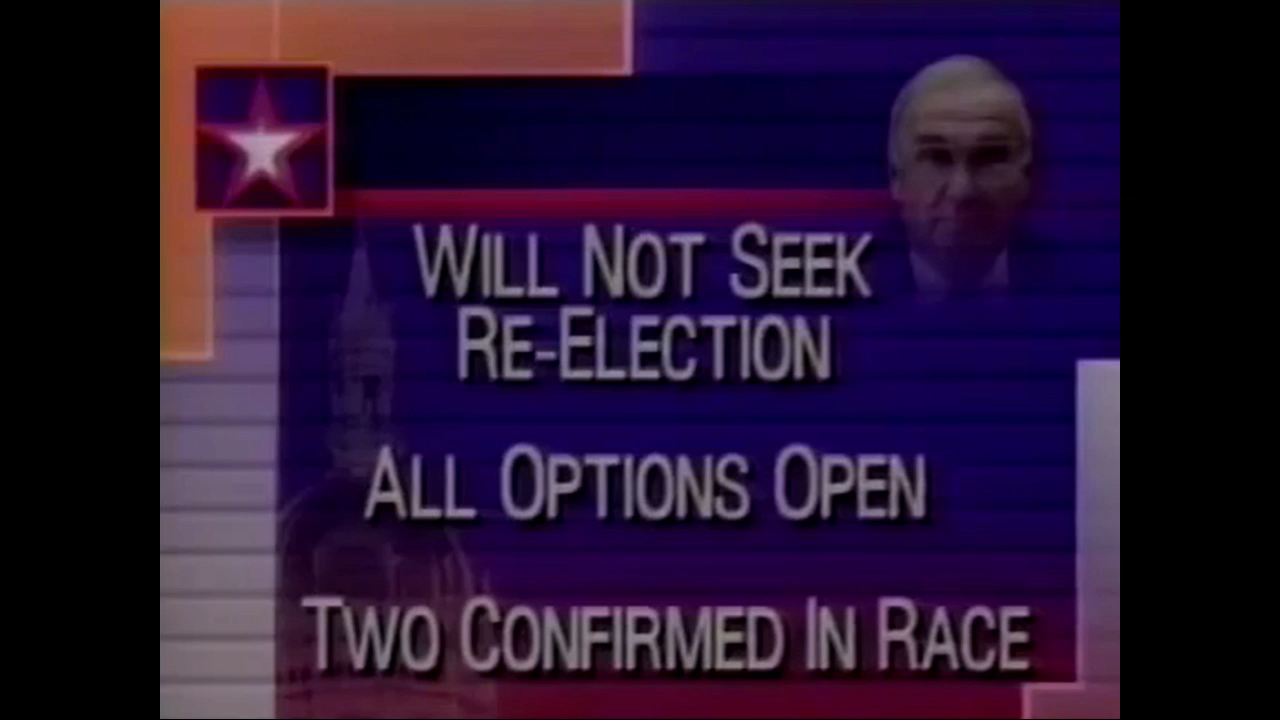 WILL NOT SEEK
RE-ELECTION
ALL OPTIONS OPEN
TWO CONFIRMED IN RACE